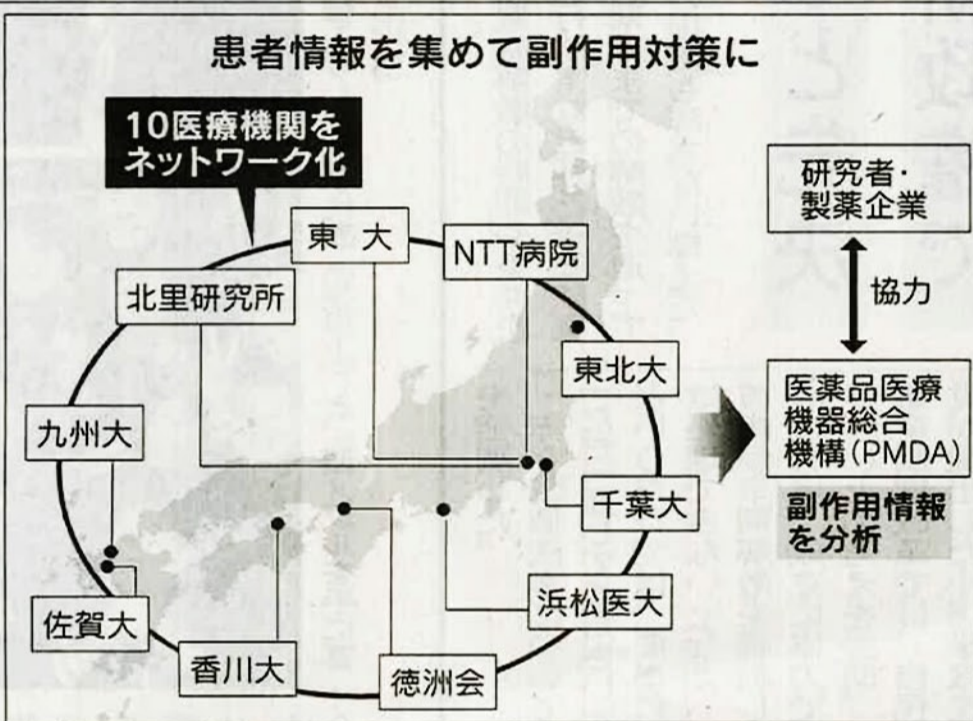 患者情報を集めて副作用対策に
10医療機関を
ネットワーク化
東 大
NTT病院
北里研究所
東北大
九州大
千葉大
佐賀大
浜松医大
香川大
徳洲会
研究者・
製薬企業
協力
医薬品医療
機器総合
機構(PMDA)
副作用情報
を分析